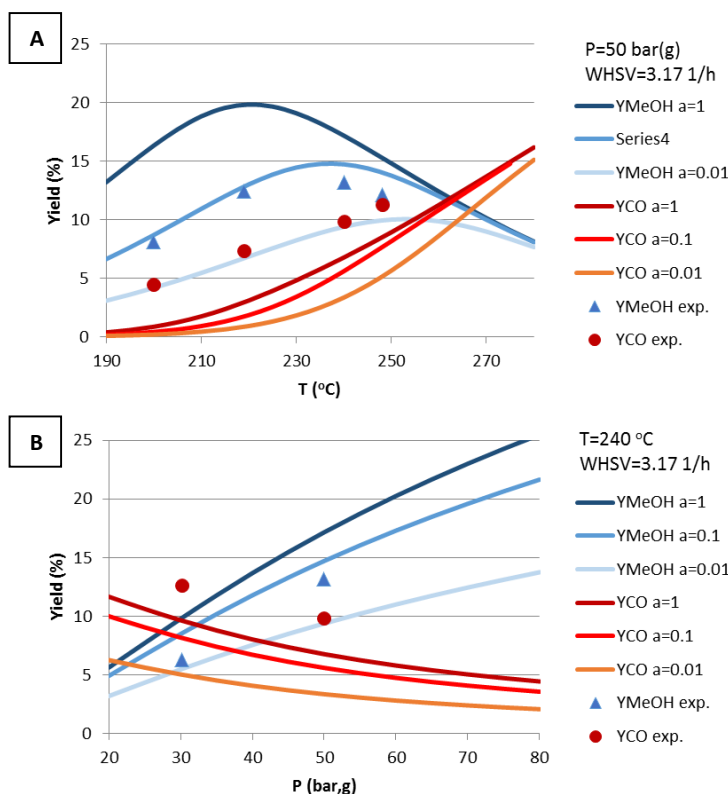 A
25
20
15
10
5
0
Yield (%)
190
210
230
250
270
T (ºC)
P=50 bar(g)
WHSV=3.17 1/h
YMeOH a=1
Series4
YMeOH a=0.01
YCO a=1
YCO a=0.1
YCO a=0.01
YMeOH exp.
YCO exp.
B
25
20
15
10
5
0
Yield (%)
20
30
40
50
60
70
80
P (bar,g)
T=240 ºC
WHSV=3.17 1/h
YMeOH a=1
YMeOH a=0.1
YMeOH a=0.01
YCO a=1
YCO a=0.1
YCO a=0.01
YMeOH exp.
YCO exp.